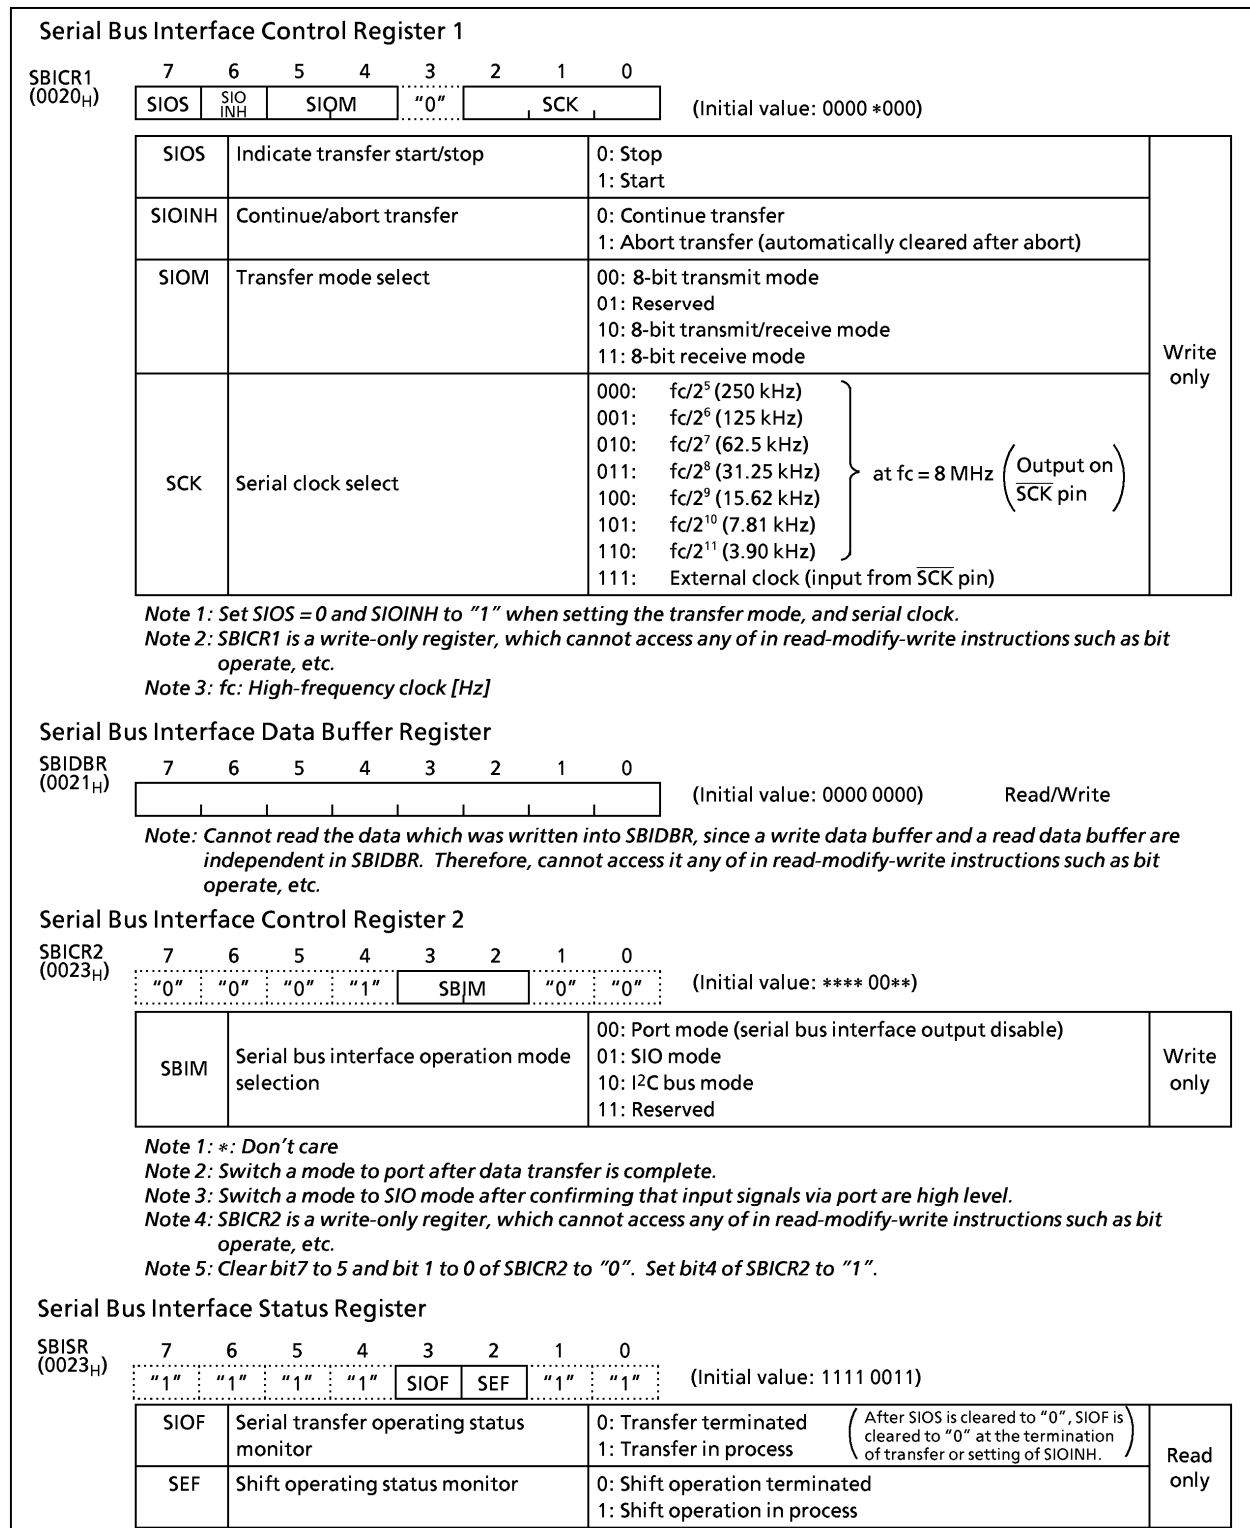 Serial Bus Interface Control Register 1
SBICR1
(0020H)
7 6 5 4 3 2 1 0
SIOS SIO INH SIOM "0" SCK (Initial value: 0000 *000)
SIOS Indicate transfer start/stop 0: Stop
1: Start
SIOINH Continue/abort transfer 0: Continue transfer
1: Abort transfer (automatically cleared after abort)
SIOM Transfer mode select 00: 8-bit transmit mode
01: Reserved
10: 8-bit transmit/receive mode
11: 8-bit receive mode
Write only
SCK Serial clock select
000: fc/2⁵ (250 kHz)
001: fc/2⁶ (125 kHz)
010: fc/2⁷ (62.5 kHz)
011: fc/2⁸ (31.25 kHz)
100: fc/2⁹ (15.62 kHz)
101: fc/2¹⁰ (7.81 kHz)
110: fc/2¹¹ (3.90 kHz)
at fc = 8 MHz (Output on S̅C̅K̅ pin)
111: External clock (input from S̅C̅K̅ pin)
Note 1: Set SIOS = 0 and SIOINH to "1" when setting the transfer mode, and serial clock.
Note 2: SBICR1 is a write-only register, which cannot access any of in read-modify-write instructions such as bit
operate, etc.
Note 3: fc: High-frequency clock [Hz]
Serial Bus Interface Data Buffer Register
SBIDBR
(0021H)
7 6 5 4 3 2 1 0
(Initial value: 0000 0000) Read/Write
Note: Cannot read the data which was written into SBIDBR, since a write data buffer and a read data buffer are
independent in SBIDBR. Therefore, cannot access it any of in read-modify-write instructions such as bit
operate, etc.
Serial Bus Interface Control Register 2
SBICR2
(0023H)
7 6 5 4 3 2 1 0
"0" "0" "0" "1" SBIM "0" "0" (Initial value: **** 00**)
SBIM Serial bus interface operation mode
selection
00: Port mode (serial bus interface output disable)
01: SIO mode
10: I²C bus mode
11: Reserved
Write only
Note 1: *: Don't care
Note 2: Switch a mode to port after data transfer is complete.
Note 3: Switch a mode to SIO mode after confirming that input signals via port are high level.
Note 4: SBICR2 is a write-only regiter, which cannot access any of in read-modify-write instructions such as bit
operate, etc.
Note 5: Clear bit7 to 5 and bit 1 to 0 of SBICR2 to "0". Set bit4 of SBICR2 to "1".
Serial Bus Interface Status Register
SBISR
(0023H)
7 6 5 4 3 2 1 0
"1" "1" "1" "1" SIOF SEF "1" "1" (Initial value: 1111 0011)
SIOF Serial transfer operating status
monitor
0: Transfer terminated
1: Transfer in process
(After SIOS is cleared to "0", SIOF is
cleared to "0" at the termination
of transfer or setting of SIOINH.)
Read only
SEF Shift operating status monitor 0: Shift operation terminated
1: Shift operation in process